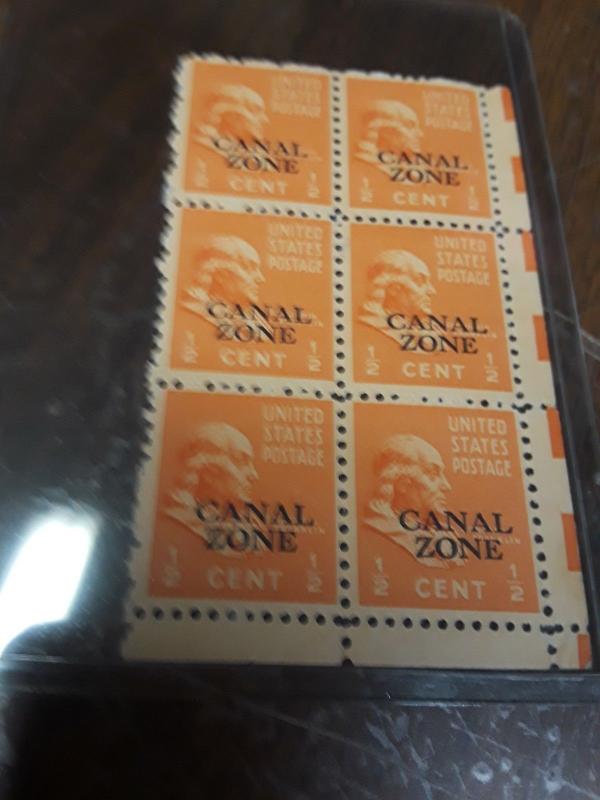 UNITED
STATES
POSTAGE
CANAL
ZONE
1/2 CENT 1/2
UNITED
STATES
POSTAGE
CANAL
ZONE
1/2 CENT 1/2
UNITED
STATES
POSTAGE
CANAL
ZONE
1/2 CENT 1/2
UNITED
STATES
POSTAGE
CANAL
ZONE
1/2 CENT 1/2
UNITED
STATES
POSTAGE
CANAL
ZONE
1/2 CENT 1/2
UNITED
STATES
POSTAGE
CANAL
ZONE
1/2 CENT 1/2